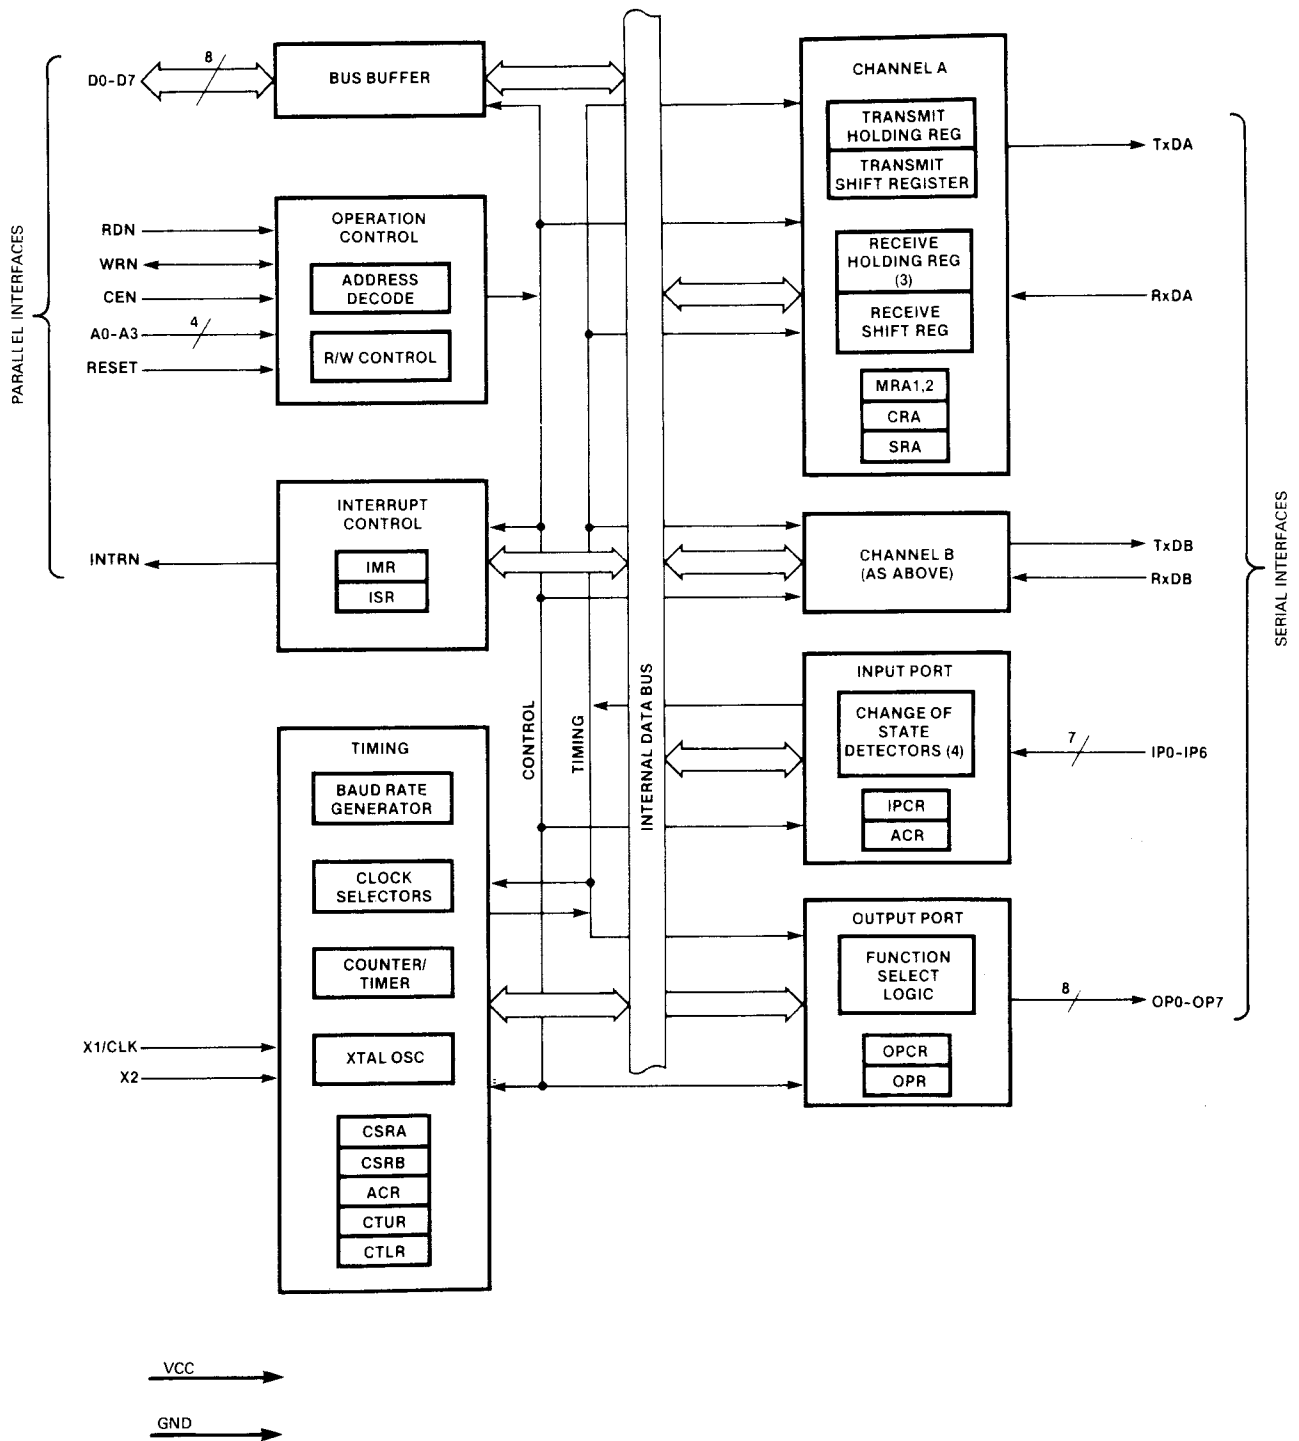 PARALLEL INTERFACES
D0-D7
8
BUS BUFFER
RDN
WRN
CEN
A0-A3
4
RESET
OPERATION
CONTROL
ADDRESS
DECODE
R/W CONTROL
INTRN
INTERRUPT
CONTROL
IMR
ISR
TIMING
BAUD RATE
GENERATOR
CLOCK
SELECTORS
COUNTER/
TIMER
X1/CLK
X2
XTAL OSC
CSRA
CSRB
ACR
CTUR
CTLR
CONTROL
TIMING
INTERNAL DATA BUS
CHANNEL A
TRANSMIT
HOLDING REG
TRANSMIT
SHIFT REGISTER
RECEIVE
HOLDING REG
(3)
RECEIVE
SHIFT REG
MRA1,2
CRA
SRA
TxDA
RxDA
CHANNEL B
(AS ABOVE)
TxDB
RxDB
INPUT PORT
CHANGE OF
STATE
DETECTORS (4)
IPCR
ACR
7
IP0-IP6
OUTPUT PORT
FUNCTION
SELECT
LOGIC
OPCR
OPR
8
OP0-OP7
SERIAL INTERFACES
VCC
GND